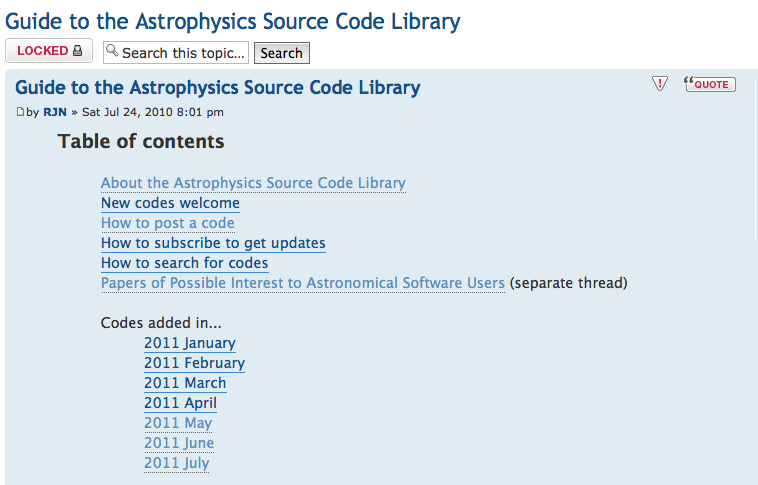 Guide to the Astrophysics Source Code Library
LOCKED
Search this topic... Search
Guide to the Astrophysics Source Code Library
! “QUOTE
by RJN » Sat Jul 24, 2010 8:01 pm
Table of contents
About the Astrophysics Source Code Library
New codes welcome
How to post a code
How to subscribe to get updates
How to search for codes
Papers of Possible Interest to Astronomical Software Users (separate thread)
Codes added in...
2011 January
2011 February
2011 March
2011 April
2011 May
2011 June
2011 July